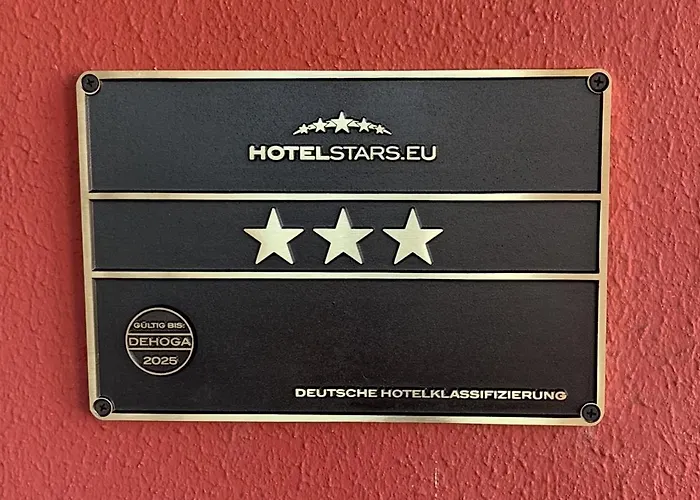 HOTELSTARS.EU
GÜLTIG BIS:
DEHOGA
2025
DEUTSCHE HOTELKLASSIFIZIERUNG